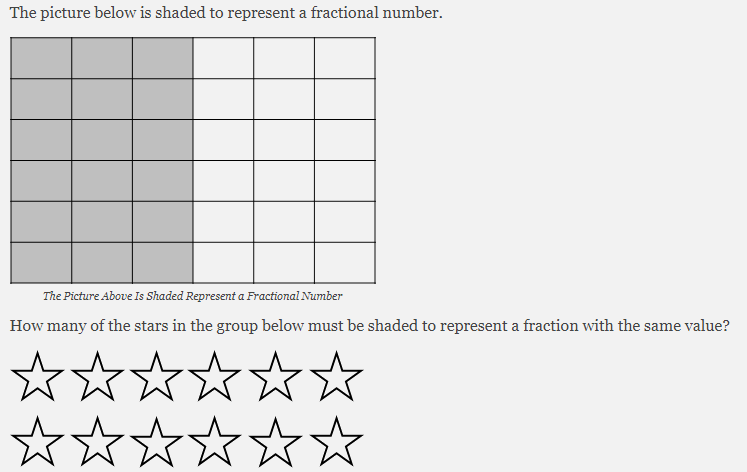 The picture below is shaded to represent a fractional number.
The Picture Above Is Shaded Represent a Fractional Number
How many of the stars in the group below must be shaded to represent a fraction with the same value?